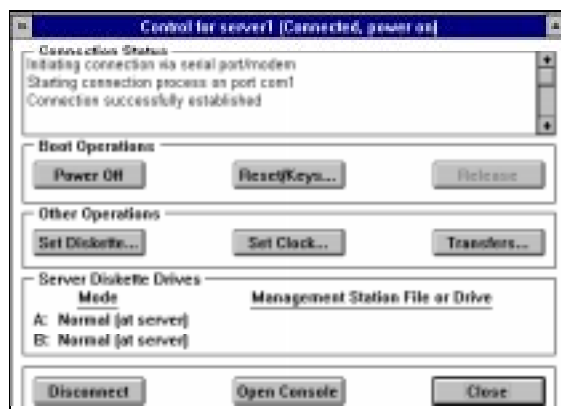 Control for server1 (Connected, power on)
Connection Status
Initiating connection via serial port/modem
Starting connection process on port com1
Connection successfully established
Boot Operations
Power Off Reset/Keys... Release
Other Operations
Set Diskette... Set Clock... Transfers...
Server Diskette Drives
Mode Management Station File or Drive
A: Normal (at server)
B: Normal (at server)
Disconnect Open Console Close